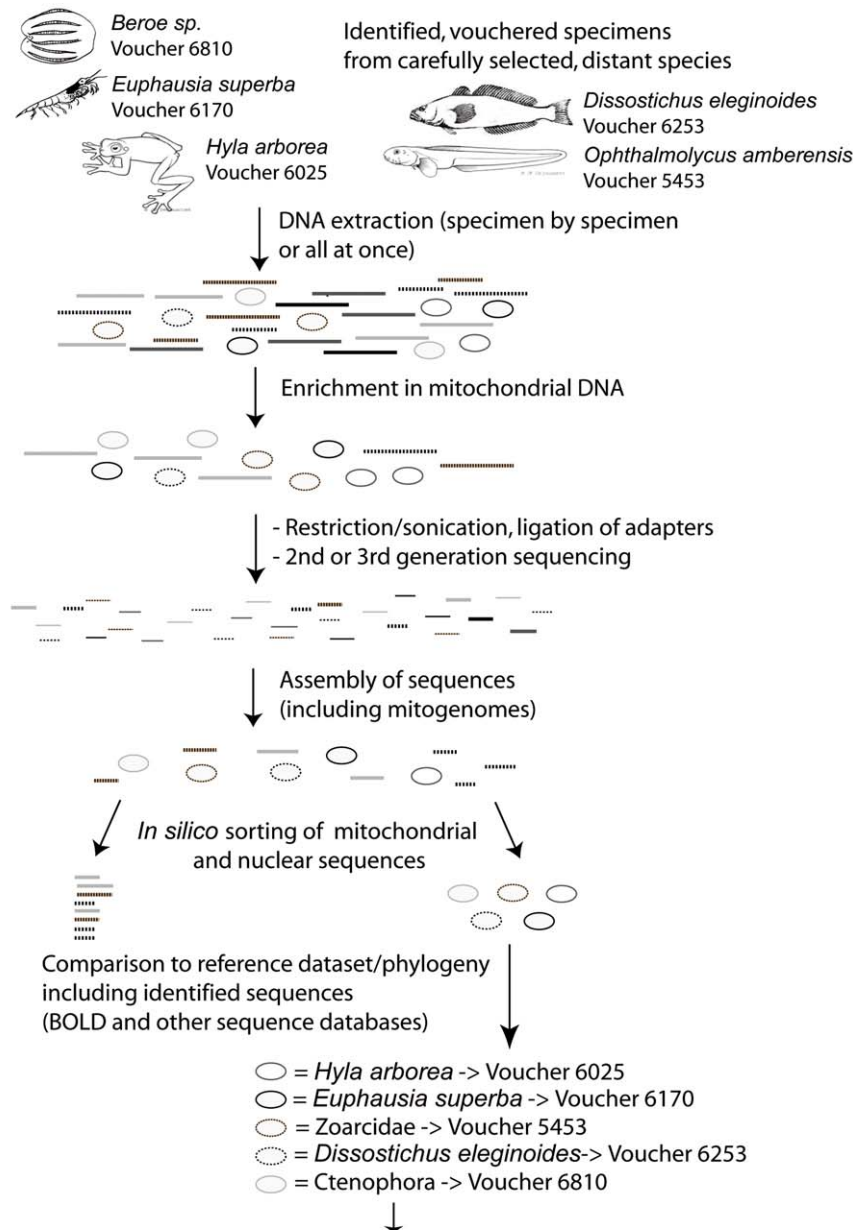 Beroe sp.
Voucher 6810
Identified, vouchered specimens
from carefully selected, distant species
Euphausia superba
Voucher 6170
Dissostichus eleginoides
Voucher 6253
Hyla arborea
Voucher 6025
Ophthalmolycus amberensis
Voucher 5453
DNA extraction (specimen by specimen
or all at once)
Enrichment in mitochondrial DNA
- Restriction/sonication, ligation of adapters
- 2nd or 3rd generation sequencing
Assembly of sequences
(including mitogenomes)
In silico sorting of mitochondrial
and nuclear sequences
Comparison to reference dataset/phylogeny
including identified sequences
(BOLD and other sequence databases)
= Hyla arborea -> Voucher 6025
= Euphausia superba -> Voucher 6170
= Zoarcidae -> Voucher 5453
= Dissostichus eleginoides-> Voucher 6253
= Ctenophora -> Voucher 6810